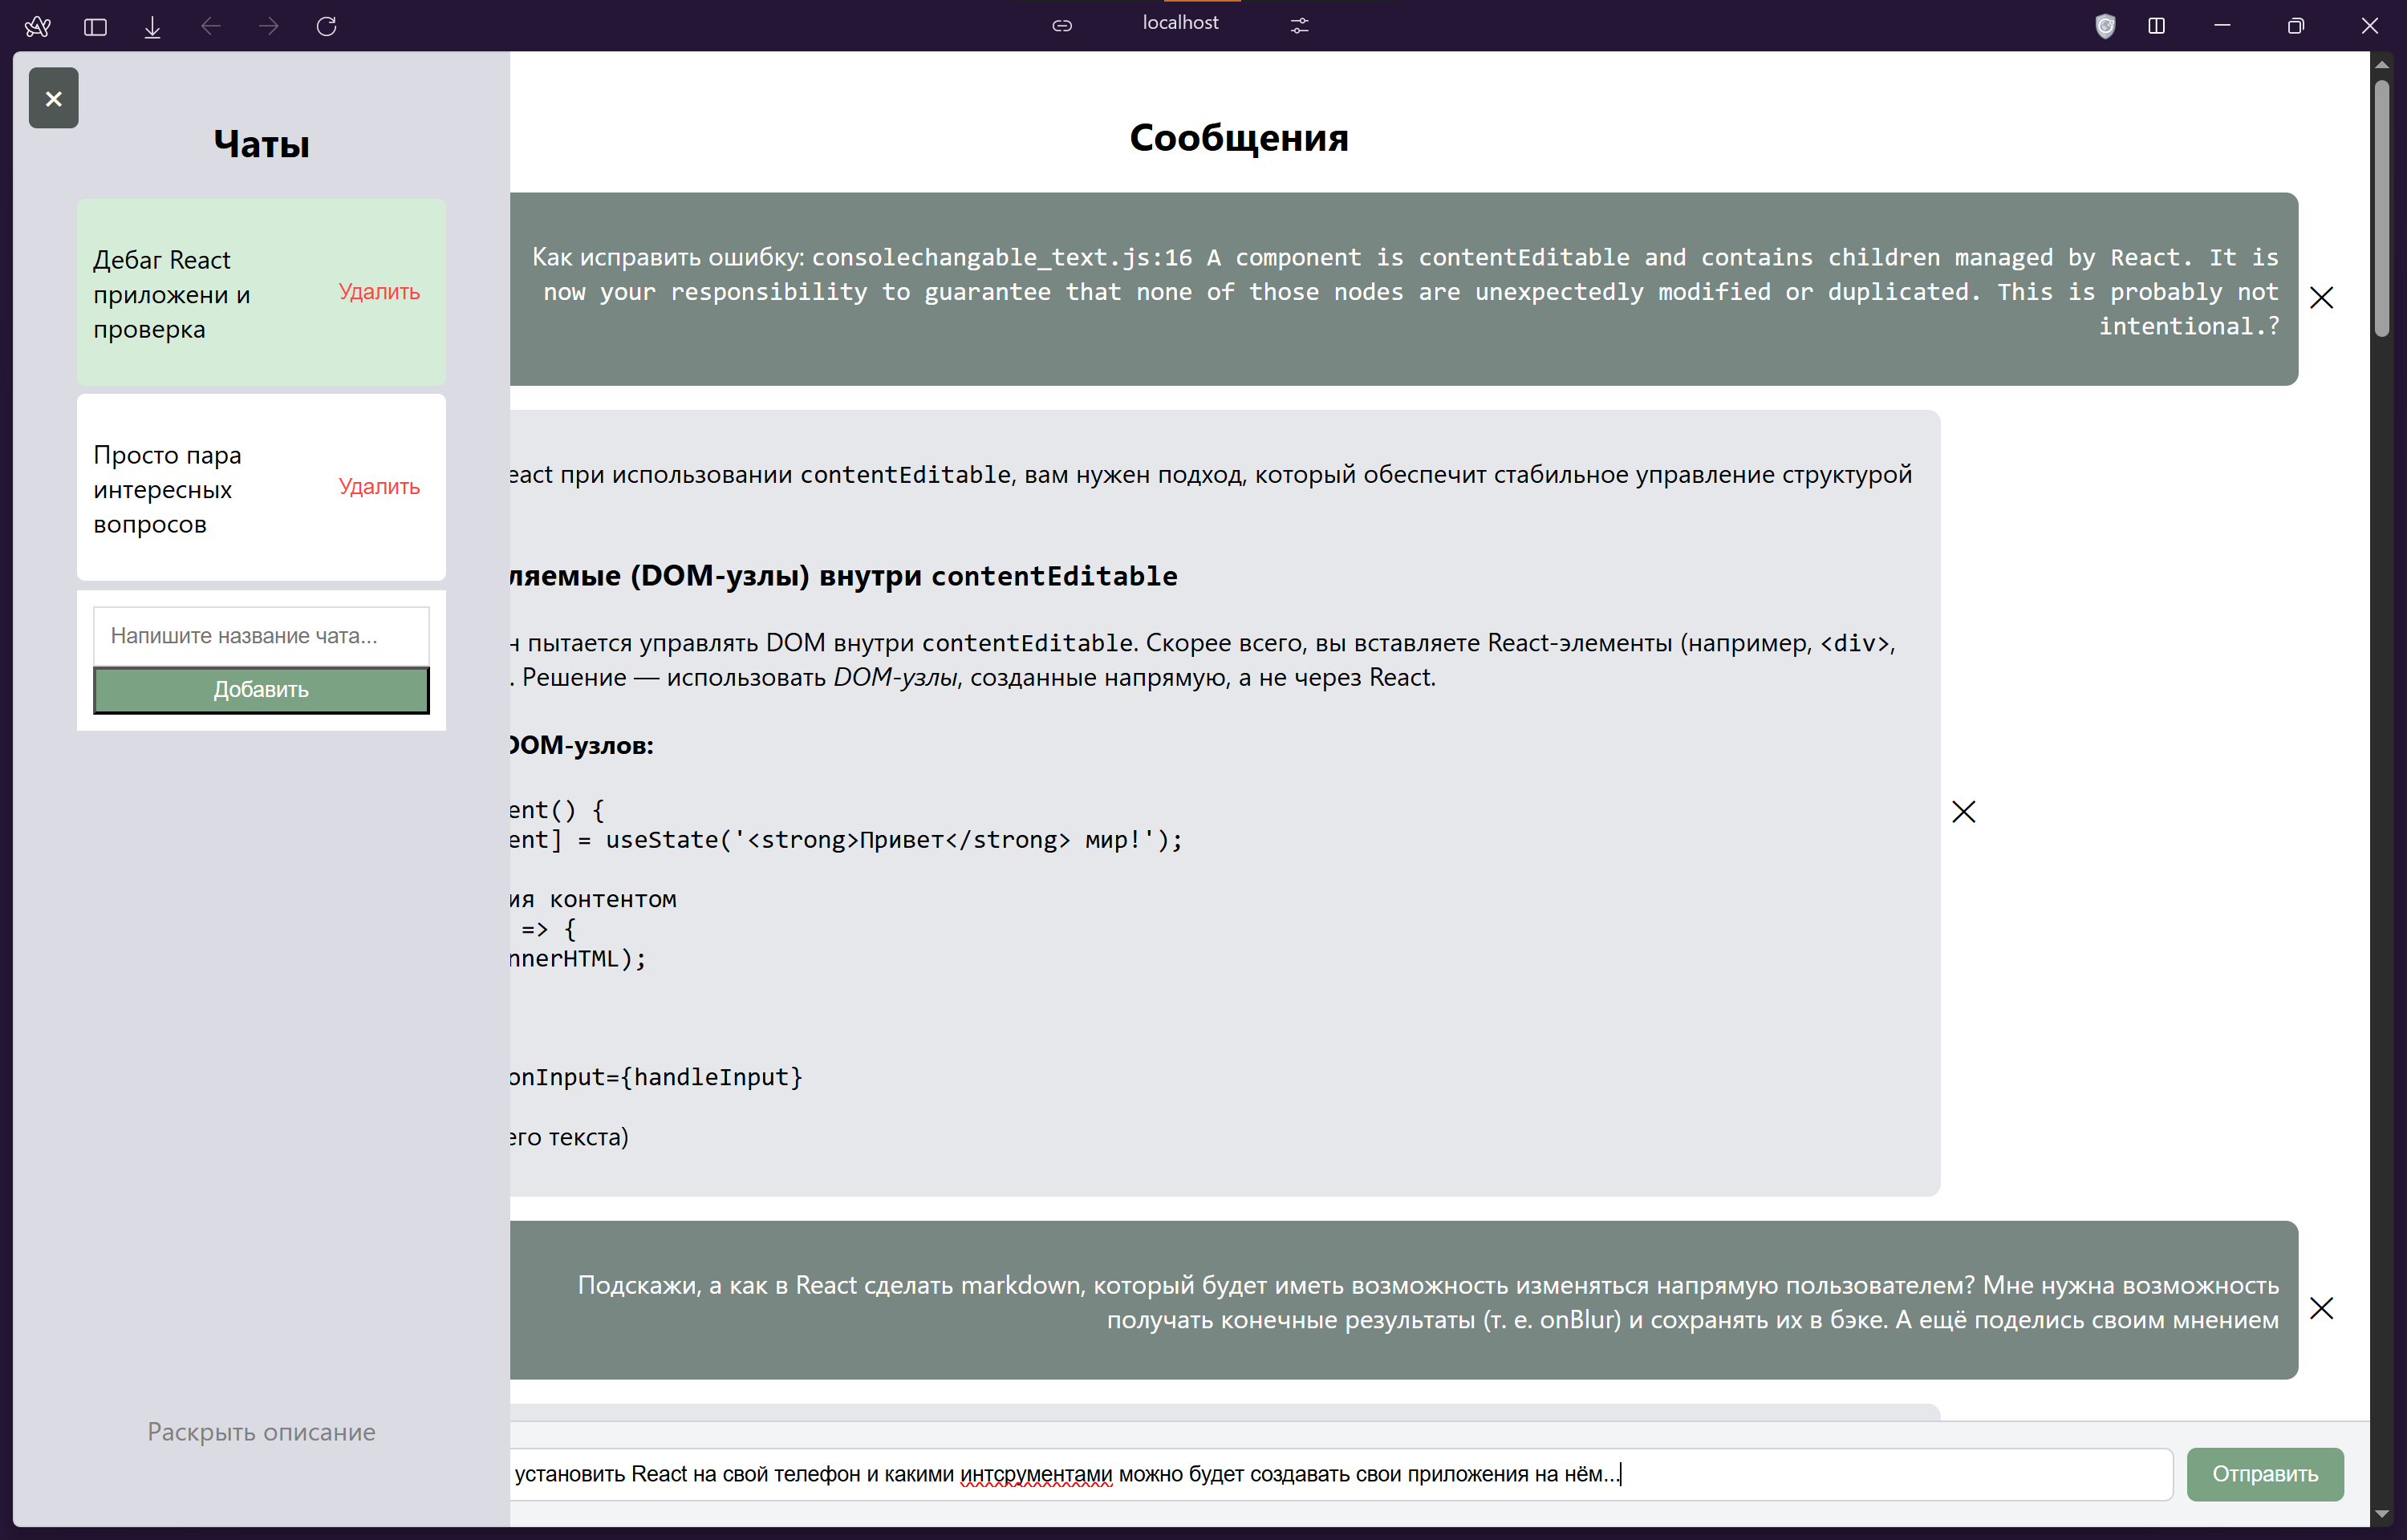 localhost
Чаты
Дебаг React
приложени и
проверка
Удалить
Просто пара
интересных
вопросов
Удалить
Напишите название чата...
Добавить
Раскрыть описание
Сообщения
Как исправить ошибку: consolechangable_text.js:16 A component is contentEditable and contains children managed by React. It is
now your responsibility to guarantee that none of those nodes are unexpectedly modified or duplicated. This is probably not
intentional.?
eact при использовании contentEditable, вам нужен подход, который обеспечит стабильное управление структурой
ляемые (DOM-узлы) внутри contentEditable
н пытается управлять DOM внутри contentEditable. Скорее всего, вы вставляете React-элементы (например, <div>,
. Решение — использовать DOM-узлы, созданные напрямую, а не через React.
DOM-узлов:
ent() {
ent] = useState('<strong>Привет</strong> мир!');
ия контентом
=> {
nnerHTML);
onInput={handleInput}
его текста)
Подскажи, а как в React сделать markdown, который будет иметь возможность изменяться напрямую пользователем? Мне нужна возможность
получать конечные результаты (т. е. onBlur) и сохранять их в бэке. А ещё поделись своим мнением
установить React на свой телефон и какими интсрументами можно будет создавать свои приложения на нём...
Отправить